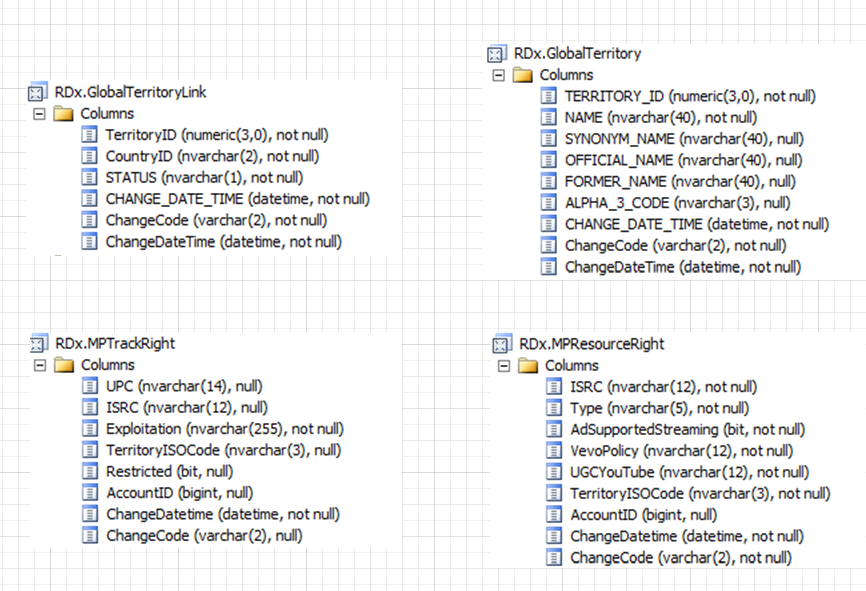 RDx.GlobalTerritoryLink
Columns
TerritoryID (numeric(3,0), not null)
CountryID (nvarchar(2), not null)
STATUS (nvarchar(1), not null)
CHANGE_DATE_TIME (datetime, not null)
ChangeCode (varchar(2), not null)
ChangeDateTime (datetime, not null)
RDx.GlobalTerritory
Columns
TERRITORY_ID (numeric(3,0), not null)
NAME (nvarchar(40), not null)
SYNONYM_NAME (nvarchar(40), null)
OFFICIAL_NAME (nvarchar(40), null)
FORMER_NAME (nvarchar(40), null)
ALPHA_3_CODE (nvarchar(3), null)
CHANGE_DATE_TIME (datetime, not null)
ChangeCode (varchar(2), not null)
ChangeDateTime (datetime, not null)
RDx.MPTrackRight
Columns
UPC (nvarchar(14), null)
ISRC (nvarchar(12), null)
Exploitation (nvarchar(255), not null)
TerritoryISOCode (nvarchar(3), null)
Restricted (bit, null)
AccountID (bigint, null)
ChangeDatetime (datetime, not null)
ChangeCode (varchar(2), null)
RDx.MPResourceRight
Columns
ISRC (nvarchar(12), not null)
Type (nvarchar(5), not null)
AdSupportedStreaming (bit, not null)
VevoPolicy (nvarchar(12), not null)
UGCYouTube (nvarchar(12), not null)
TerritoryISOCode (nvarchar(3), not null)
AccountID (bigint, null)
ChangeDatetime (datetime, not null)
ChangeCode (varchar(2), not null)